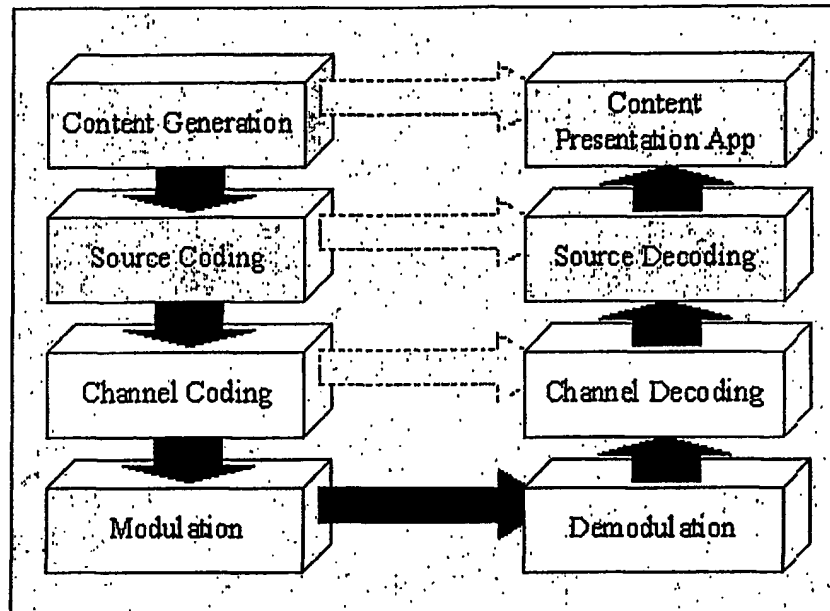 Content Generation
Content
Presentation App
Source Coding
Source Decoding
Channel Coding
Channel Decoding
Modulation
Demodulation